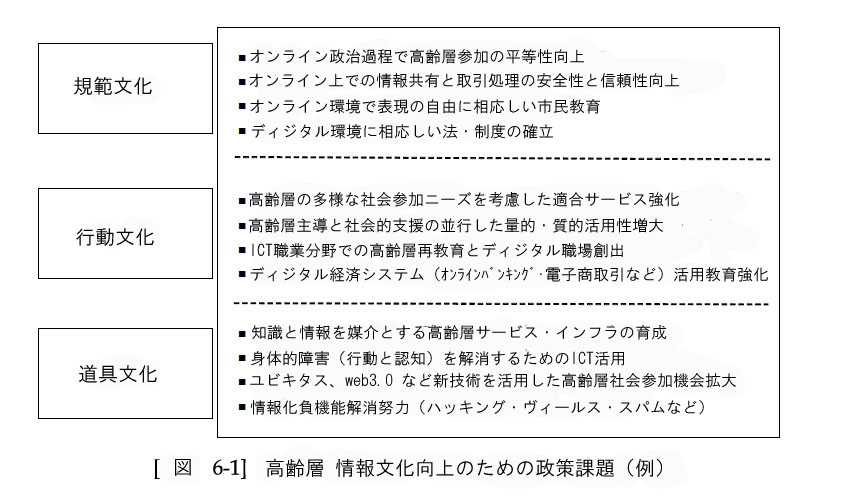 規範文化
■オンライン政治過程で高齢層参加の平等性向上
■オンライン上での情報共有と取引処理の安全性と信頼性向上
■オンライン環境で表現の自由に相応しい市民教育
■ディジタル環境に相応しい法・制度の確立
行動文化
■高齢層の多様な社会参加ニーズを考慮した適合サービス強化
■高齢層主導と社会的支援の並行した量的・質的活用性増大
■ICT職業分野での高齢層再教育とディジタル職場創出
■ディジタル経済システム（ｵﾝﾗｲﾝﾊﾞﾝｷﾝｸﾞ・電子商取引など）活用教育強化
道具文化
■ 知識と情報を媒介とする高齢層サービス・インフラの育成
■ 身体的障害（行動と認知）を解消するためのICT活用
■ユビキタス、web3.0 など新技術を活用した高齢層社会参加機会拡大
■ 情報化負機能解消努力（ハッキング・ヴィールス・スパムなど）
[ 図 6-1] 高齢層 情報文化向上のための政策課題（例）